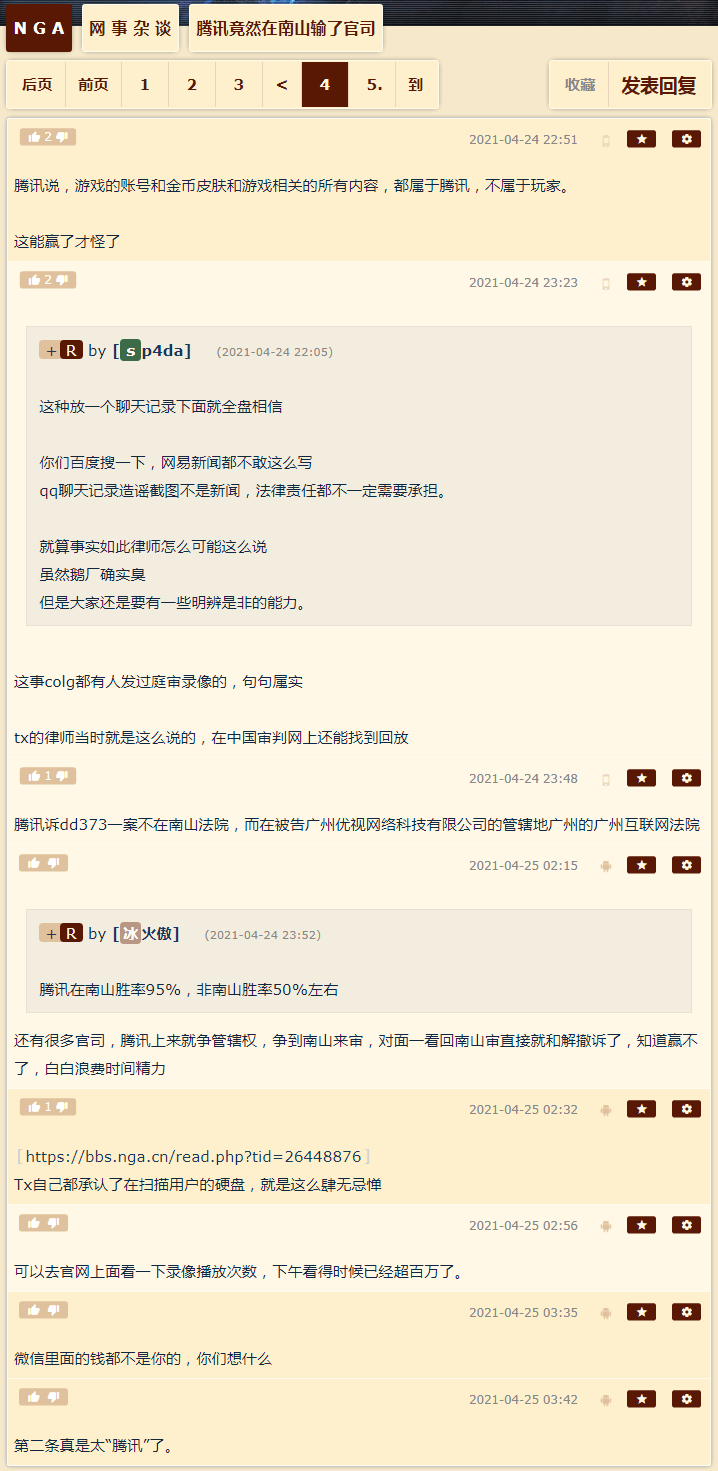 NGA 网事杂谈 腾讯竟然在南山输了官司
后页 前页 1 2 3 < 4 5. 到 收藏 发表回复
2 2021-04-24 22:51
腾讯说，游戏的账号和金币皮肤和游戏相关的所有内容，都属于腾讯，不属于玩家。
这能赢了才怪了
2 2021-04-24 23:23
+ R by [sp4da] (2021-04-24 22:05)
这种放一个聊天记录下面就全盘相信
你们百度搜一下，网易新闻都不敢这么写
qq聊天记录造谣截图不是新闻，法律责任都不一定需要承担。
就算事实如此律师怎么可能这么说
虽然鹅厂确实臭
但是大家还是要有一些明辨是非的能力。
这事colg都有人发过庭审录像的，句句属实
tx的律师当时就是这么说的，在中国审判网上还能找到回放
1 2021-04-24 23:48
腾讯诉dd373一案不在南山法院，而在被告广州优视网络科技有限公司的管辖地广州的广州互联网法院
2021-04-25 02:15
+ R by [冰火傲] (2021-04-24 23:52)
腾讯在南山胜率95%，非南山胜率50%左右
还有很多官司，腾讯上来就争管辖权，争到南山来审，对面一看回南山审直接就和解撤诉了，知道赢不
了，白白浪费时间精力
1 2021-04-25 02:32
[https://bbs.nga.cn/read.php?tid=26448876]
Tx自己都承认了在扫描用户的硬盘，就是这么肆无忌惮
2021-04-25 02:56
可以去官网上面看一下录像播放次数，下午看得时候已经超百万了。
2021-04-25 03:35
微信里面的钱都不是你的，你们想什么
2021-04-25 03:42
第二条真是太“腾讯”了。